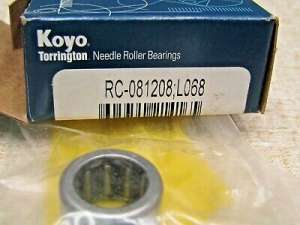 Koyo
Torrington Needle Roller Bearings
RC-081208;L068